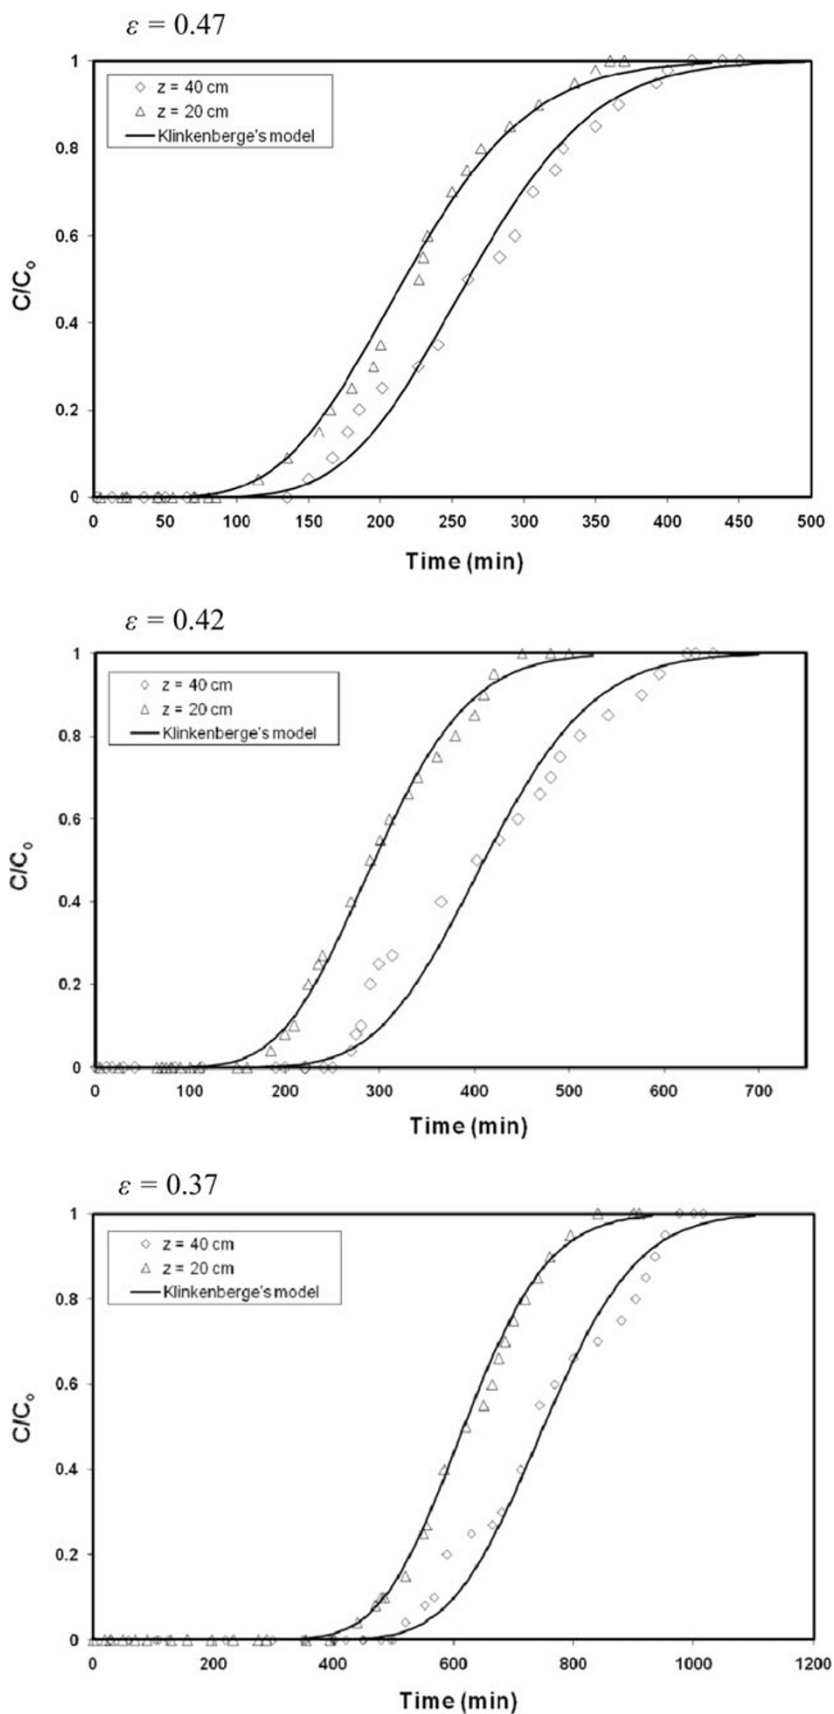 ε = 0.47
1
z = 40 cm
z = 20 cm
Klinkenberge's model
0.8
0.6
C/Co
0.4
0.2
0
0 50 100 150 200 250 300 350 400 450 500
Time (min)
ε = 0.42
1
z = 40 cm
z = 20 cm
Klinkenberge's model
0.8
0.6
C/Co
0.4
0.2
0
0 100 200 300 400 500 600 700
Time (min)
ε = 0.37
1
z = 40 cm
z = 20 cm
Klinkenberge's model
0.8
0.6
C/Co
0.4
0.2
0
0 200 400 600 800 1000 1200
Time (min)